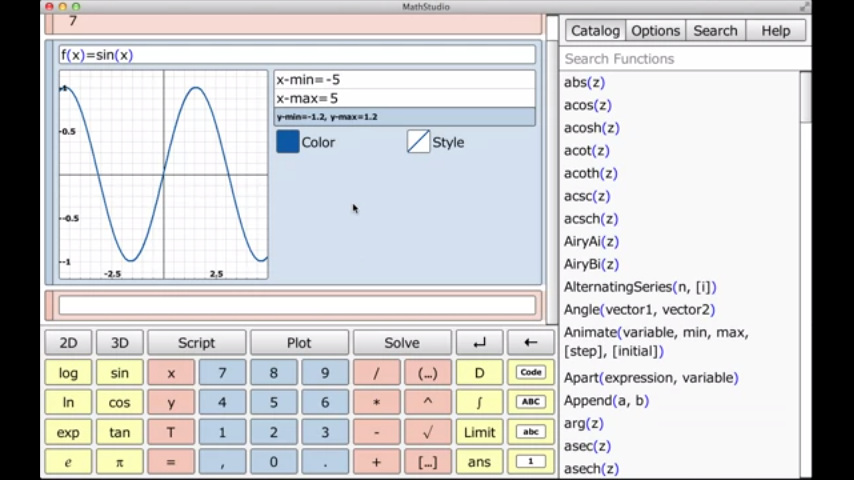 MathStudio
7
f(x)=sin(x)
1
0.5
-0.5
-1
-2.5
2.5
x-min=-5
x-max=5
y-min=-1.2, y-max=1.2
Color
Style
Catalog Options Search Help
Search Functions
abs(z)
acos(z)
acosh(z)
acot(z)
acoth(z)
acsc(z)
acsch(z)
AiryAi(z)
AiryBi(z)
AlternatingSeries(n, [i])
Angle(vector1, vector2)
Animate(variable, min, max,
[step], [initial])
Apart(expression, variable)
Append(a, b)
arg(z)
asec(z)
asech(z)
2D 3D Script Plot Solve ↵ ←
log sin x 7 8 9 / (...) D Code
ln cos y 4 5 6 * ^ ∫ ABC
exp tan T 1 2 3 - √ Limit abc
e π = , 0 . + [...] ans 1